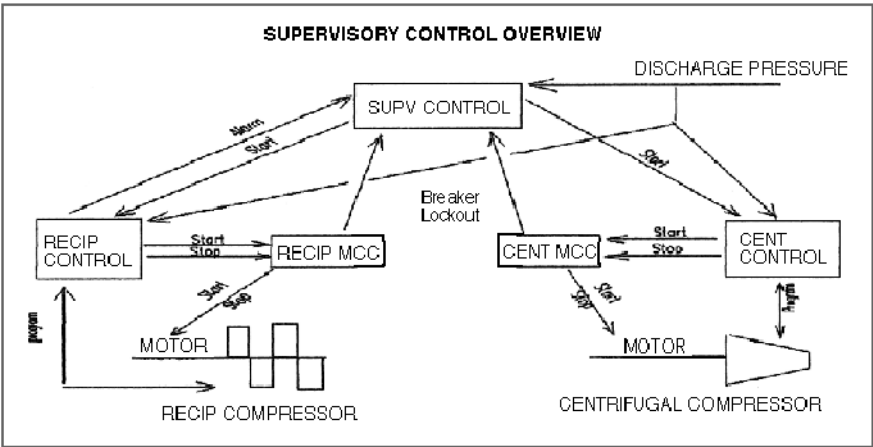 SUPERVISORY CONTROL OVERVIEW
DISCHARGE PRESSURE
SUPV CONTROL
Alarm
Start
Start
Breaker
Lockout
RECIP
CONTROL
Start
Stop
RECIP MCC
CENT MCC
Start
Stop
CENT
CONTROL
Start
Stop
Stop
Start
MOTOR
MOTOR
RECIP COMPRESSOR
CENTRIFUGAL COMPRESSOR